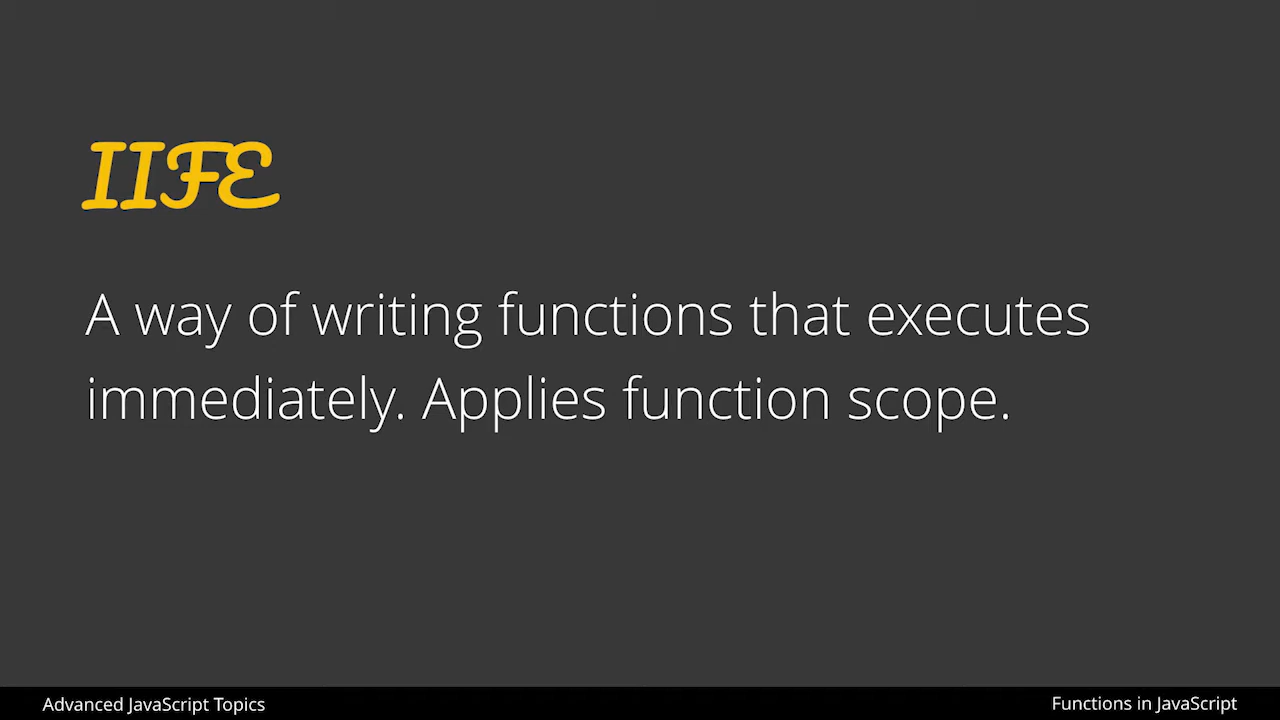 IIFE
A way of writing functions that executes
immediately. Applies function scope.
Advanced JavaScript Topics
Functions in JavaScript